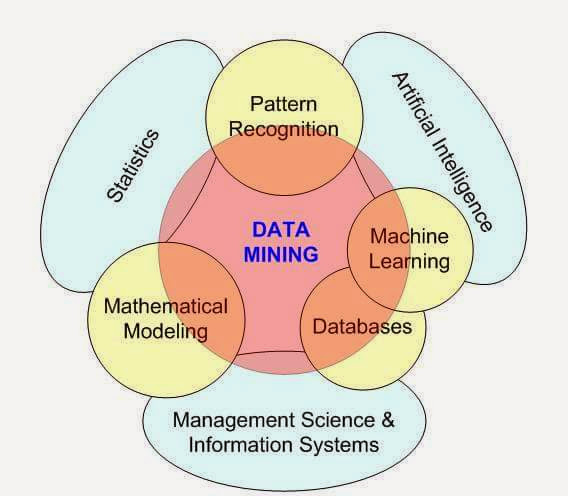 Pattern
Recognition
Artificial Intelligence
Statistics
DATA
MINING
Machine
Learning
Mathematical
Modeling
Databases
Management Science &
Information Systems